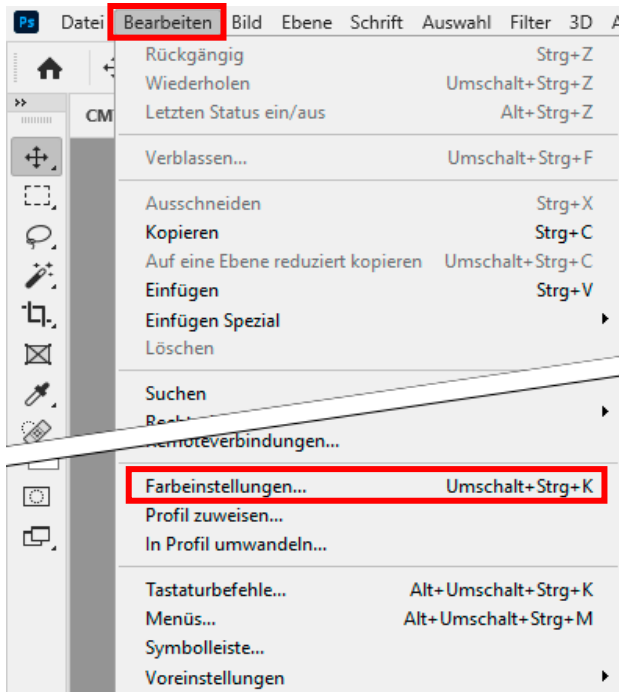 Ps Datei Bearbeiten Bild Ebene Schrift Auswahl Filter 3D
CM
Rückgängig Strg+Z
Wiederholen Umschalt+Strg+Z
Letzten Status ein/aus Alt+Strg+Z
Verblassen... Umschalt+Strg+F
Ausschneiden Strg+X
Kopieren Strg+C
Auf eine Ebene reduziert kopieren Umschalt+Strg+C
Einfügen Strg+V
Einfügen Spezial
Löschen
Suchen
Remoteverbindungen...
Farbeinstellungen... Umschalt+Strg+K
Profil zuweisen...
In Profil umwandeln...
Tastaturbefehle... Alt+Umschalt+Strg+K
Menüs... Alt+Umschalt+Strg+M
Symbolleiste...
Voreinstellungen